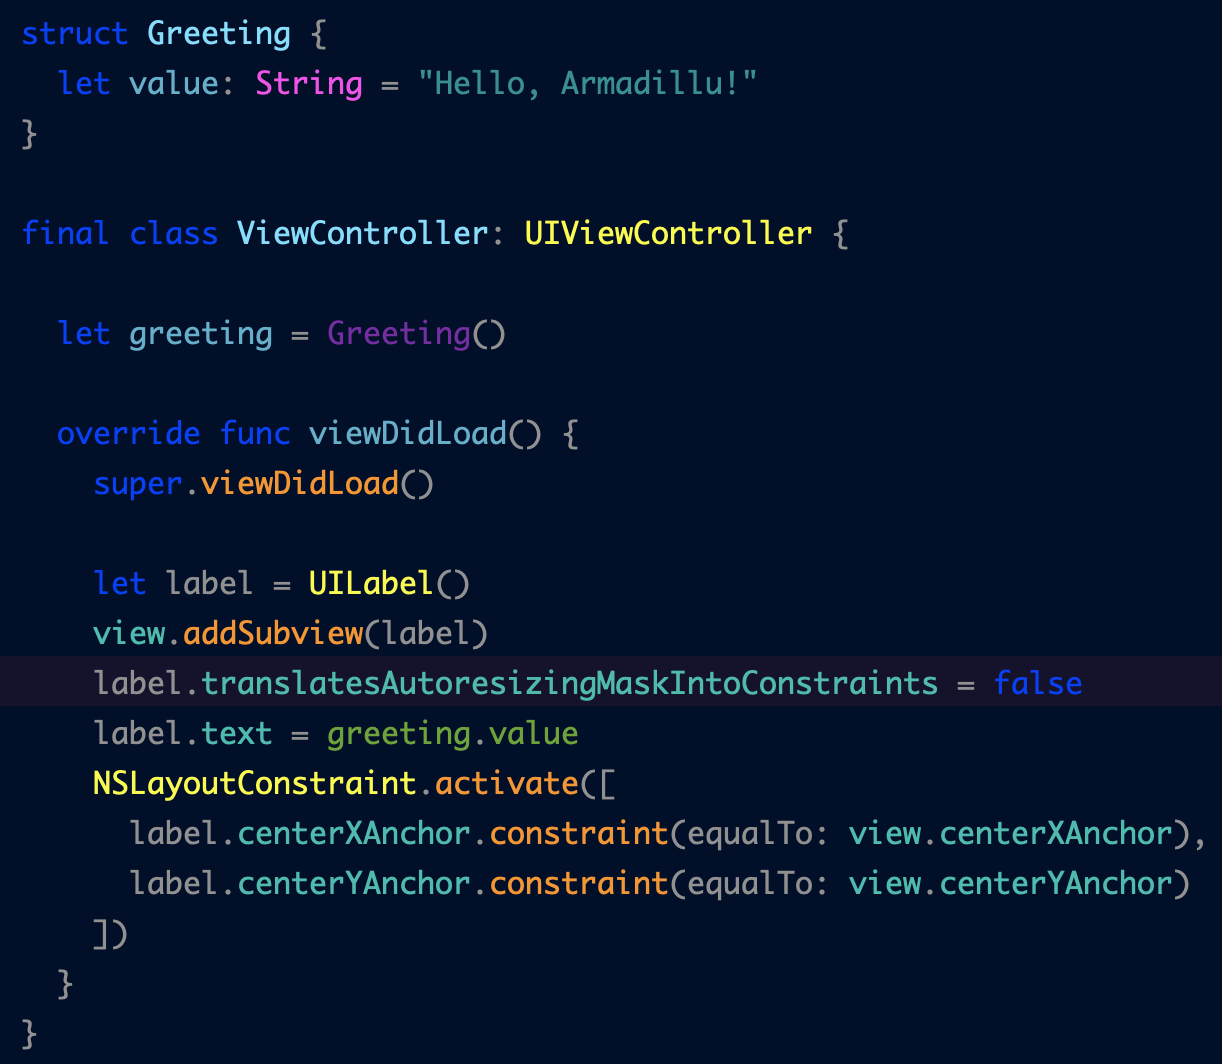 struct Greeting {
  let value: String = "Hello, Armadillu!"
}
final class ViewController: UIViewController {
  let greeting = Greeting()
  override func viewDidLoad() {
    super.viewDidLoad()
    let label = UILabel()
    view.addSubview(label)
    label.translatesAutoresizingMaskIntoConstraints = false
    label.text = greeting.value
    NSLayoutConstraint.activate([
      label.centerXAnchor.constraint(equalTo: view.centerXAnchor),
      label.centerYAnchor.constraint(equalTo: view.centerYAnchor)
    ])
  }
}